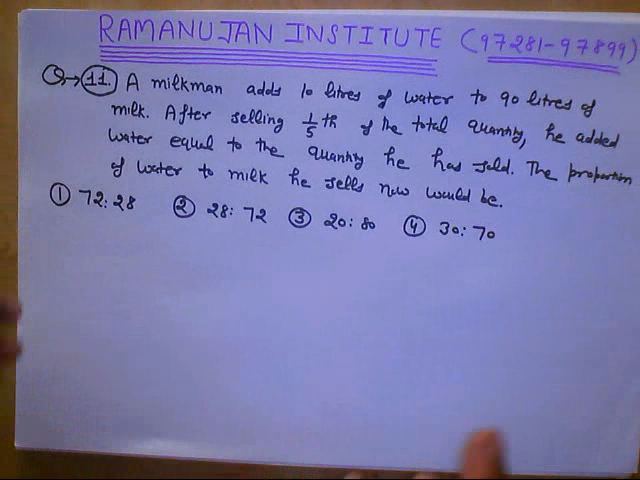 RAMANUJAN INSTITUTE (97281-97899)
Q→ 11. A milkman adds 10 litres of water to 90 litres of
milk. After selling 1/5 th of the total quantity, he added
water equal to the quantity he has sold. The proportion
of water to milk he sells now would be.
① 72:28 ② 28:72 ③ 20:80 ④ 30:70